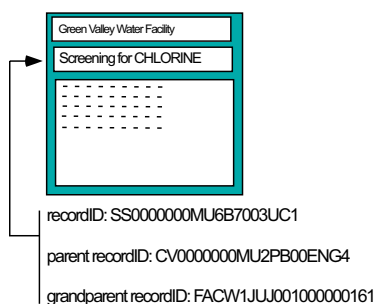 Green Valley Water Facility
Screening for CHLORINE
recordID: SS0000000MU6B7003UC1
parent recordID: CV0000000MU2PB00ENG4
grandparent recordID: FACW1JUJ001000000161